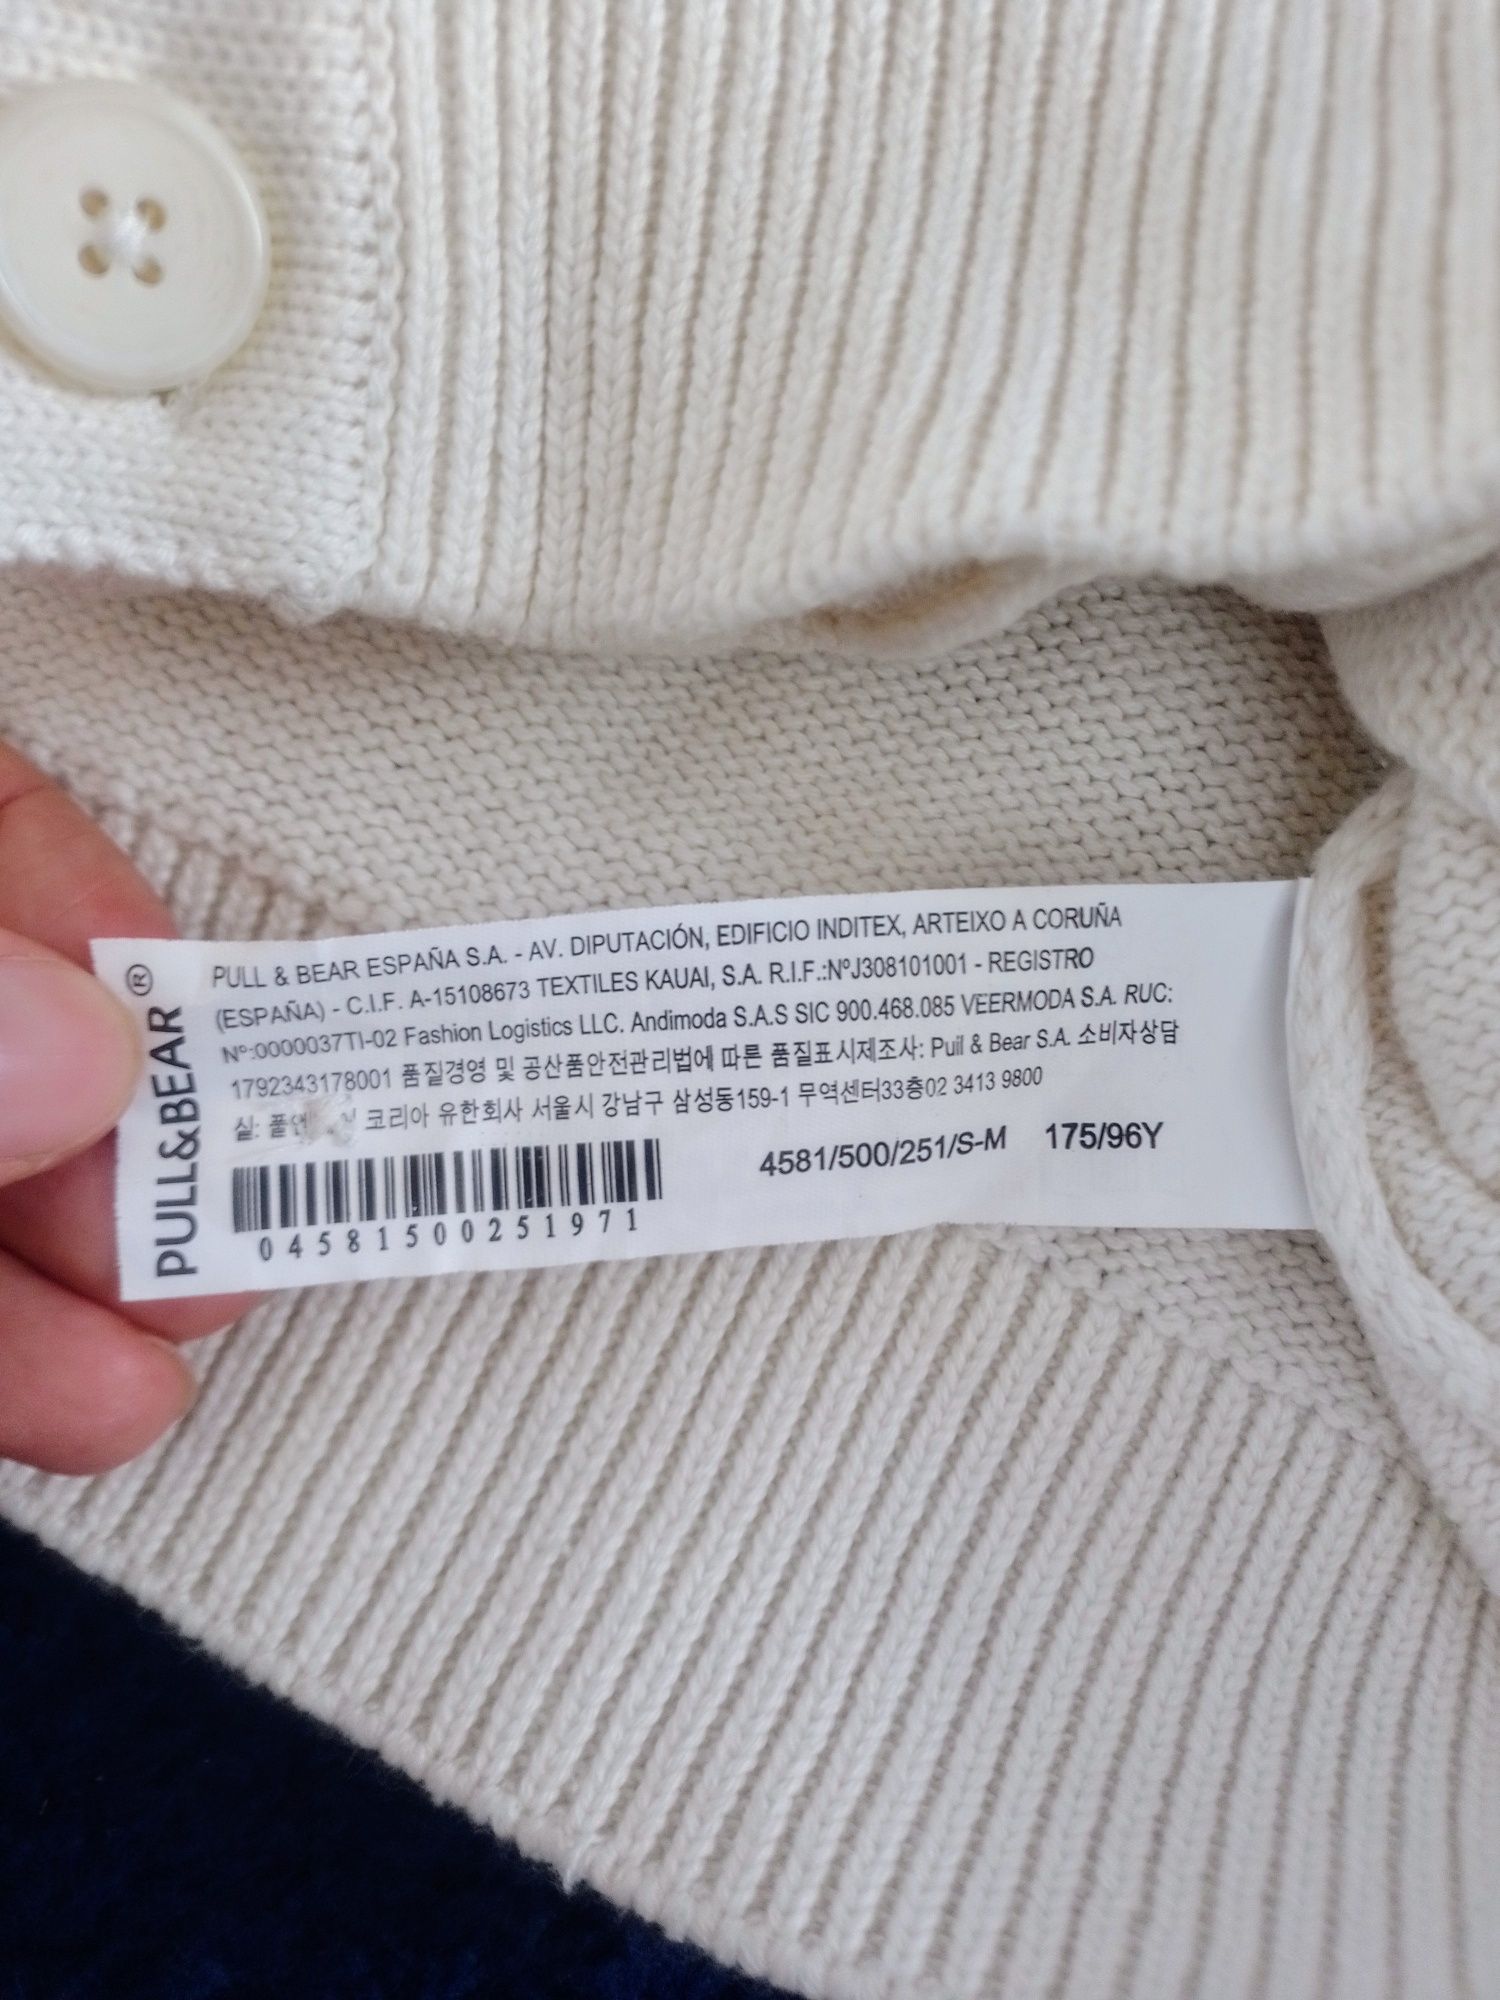 PULL&BEAR®
PULL & BEAR ESPAÑA S.A. - AV. DIPUTACIÓN, EDIFICIO INDITEX, ARTEIXO A CORUÑA
(ESPAÑA) - C.I.F. A-15108673 TEXTILES KAUAI, S.A. R.I.F.:NºJ308101001 - REGISTRO
Nº:0000037TI-02 Fashion Logistics LLC. Andimoda S.A.S SIC 900.468.085 VEERMODA S.A. RUC:
1792343178001 품질경영 및 공산품안전관리법에 따른 품질표시제조사: Pull & Bear S.A. 소비자상담
실: 코리아 유한회사 서울시 강남구 삼성동159-1 무역센터33층02 3413 9800
4581/500/251/S-M 175/96Y
04581500251971